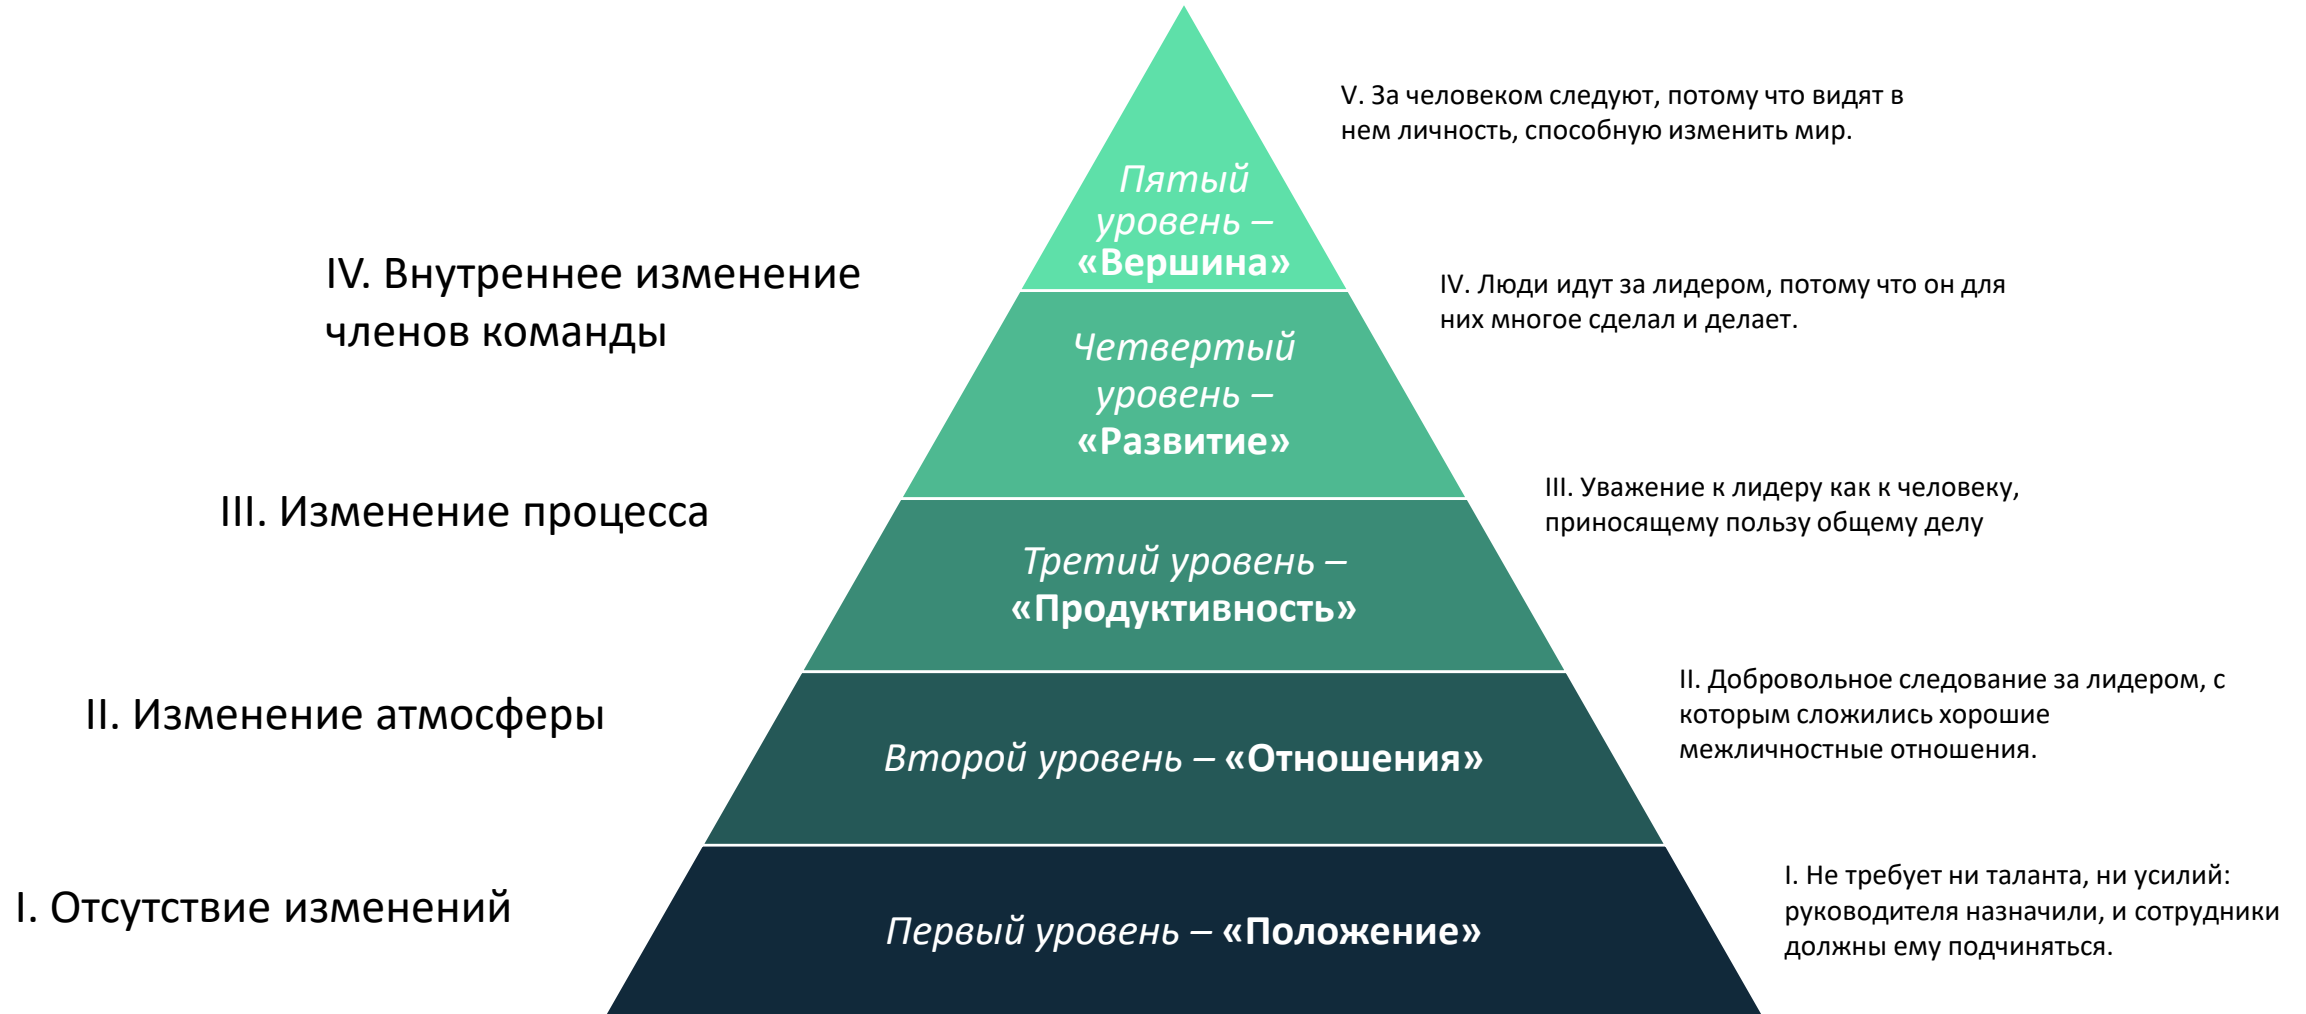 V. За человеком следуют, потому что видят в
нем личность, способную изменить мир.
Пятый
уровень –
«Вершина»
IV. Внутреннее изменение
членов команды
IV. Люди идут за лидером, потому что он для
них многое сделал и делает.
Четвертый
уровень –
«Развитие»
III. Изменение процесса
III. Уважение к лидеру как к человеку,
приносящему пользу общему делу
Третий уровень –
«Продуктивность»
II. Изменение атмосферы
II. Добровольное следование за лидером, с
которым сложились хорошие
межличностные отношения.
Второй уровень – «Отношения»
I. Отсутствие изменений
I. Не требует ни таланта, ни усилий:
руководителя назначили, и сотрудники
должны ему подчиняться.
Первый уровень – «Положение»